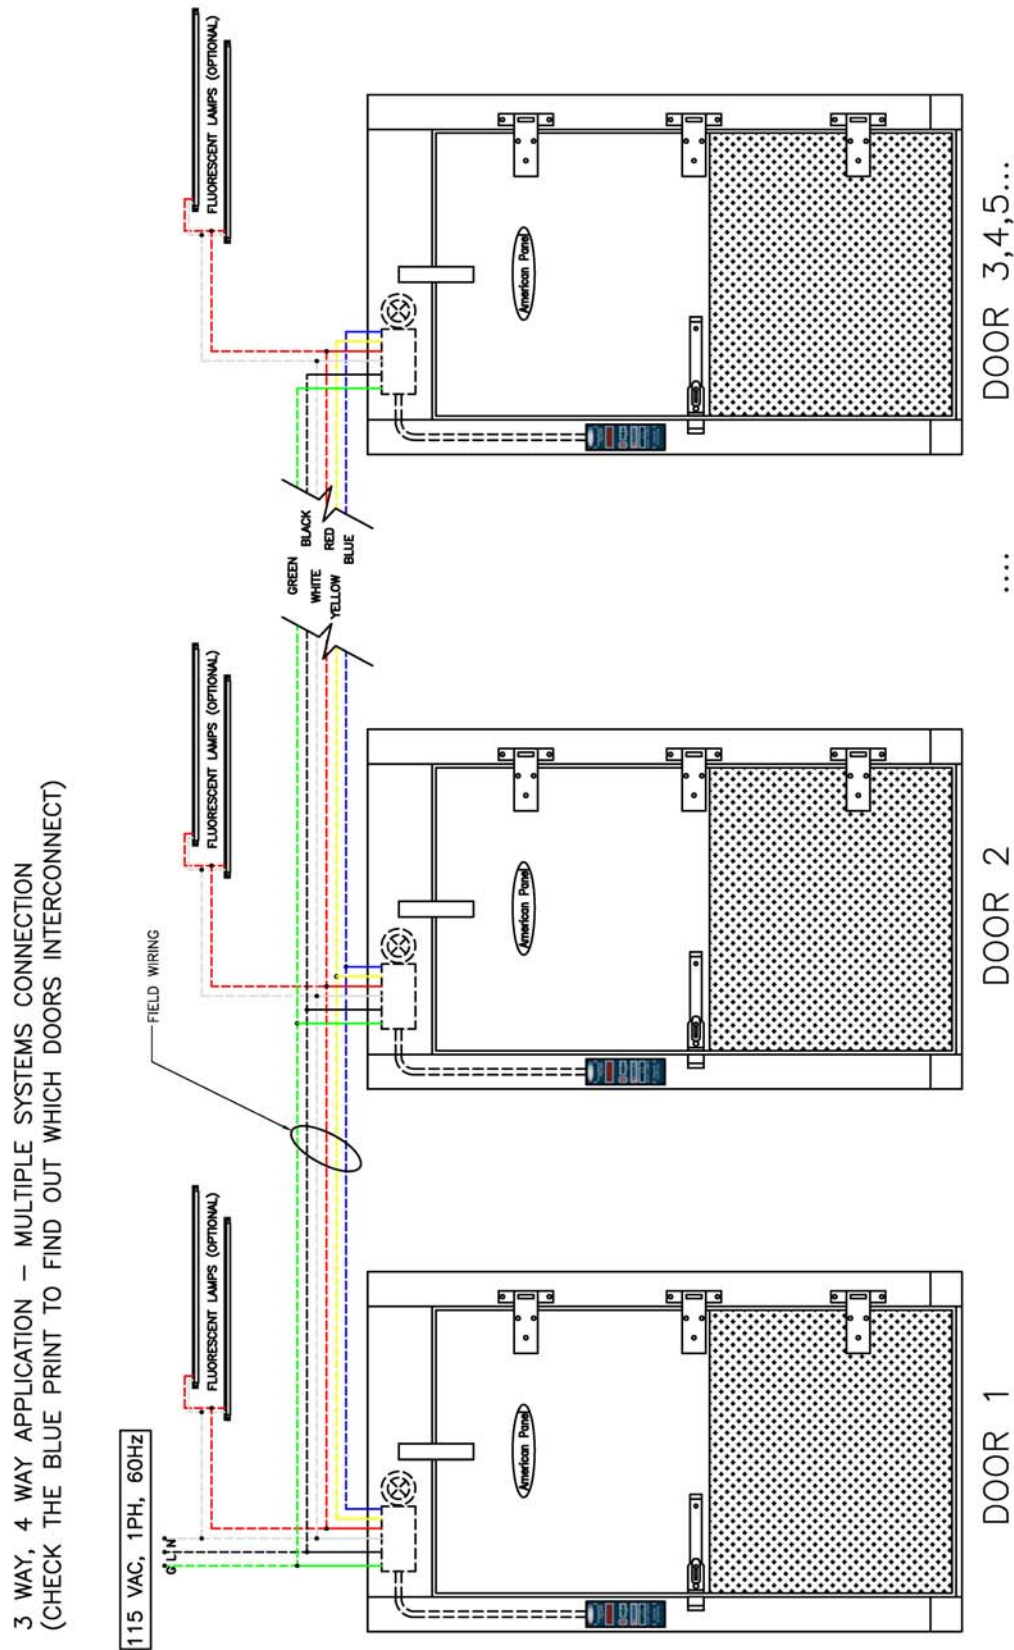 3 WAY, 4 WAY APPLICATION – MULTIPLE SYSTEMS CONNECTION
(CHECK THE BLUE PRINT TO FIND OUT WHICH DOORS INTERCONNECT)
115 VAC, 1PH, 60Hz
G L N
FLUORESCENT LAMPS (OPTIONAL)
FIELD WIRING
FLUORESCENT LAMPS (OPTIONAL)
FLUORESCENT LAMPS (OPTIONAL)
GREEN
BLACK
WHITE
RED
YELLOW
BLUE
American Panel
American Panel
American Panel
DOOR 1
DOOR 2
....
DOOR 3,4,5...